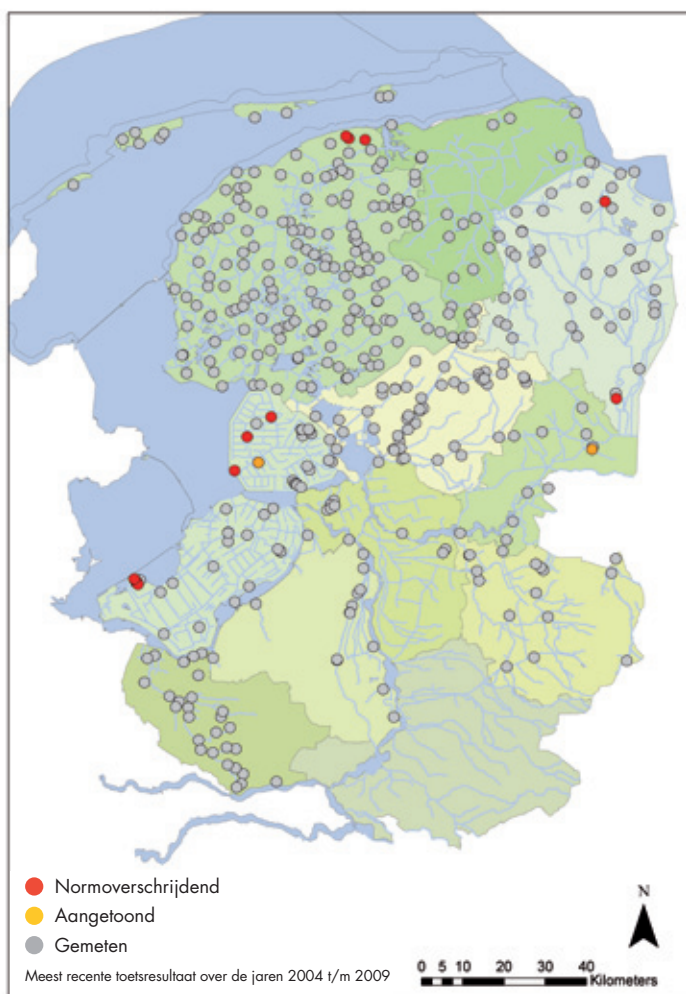 Normoverschrijdend
Aangetoond
Gemeten
Meest recente toetsresultaat over de jaren 2004 t/m 2009
N
0 5 10 20 30 40
Kilometers